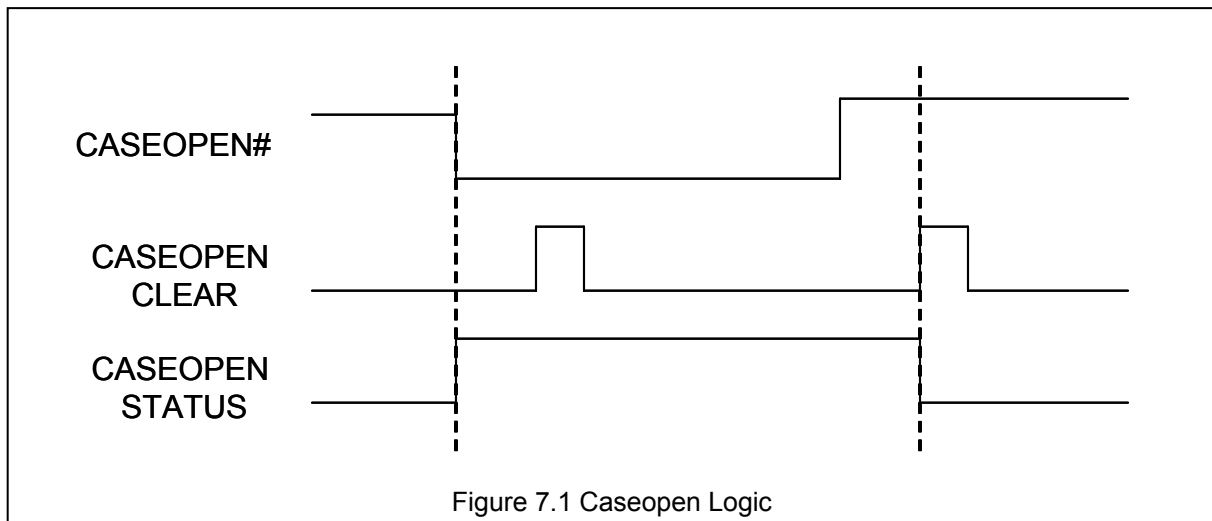 CASEOPEN#
CASEOPEN
CLEAR
CASEOPEN
STATUS
Figure 7.1 Caseopen Logic